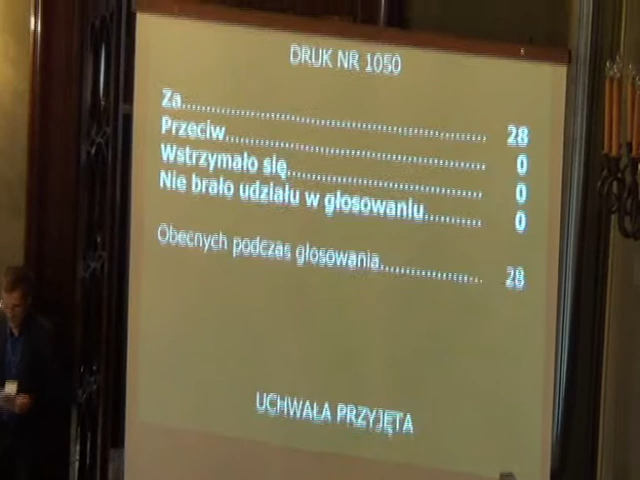 DRUK NR 1050
Za 28
Przeciw 0
Wstrzymało się 0
Nie brało udziału w głosowaniu 0
Obecnych podczas głosowania 28
UCHWAŁA PRZYJĘTA